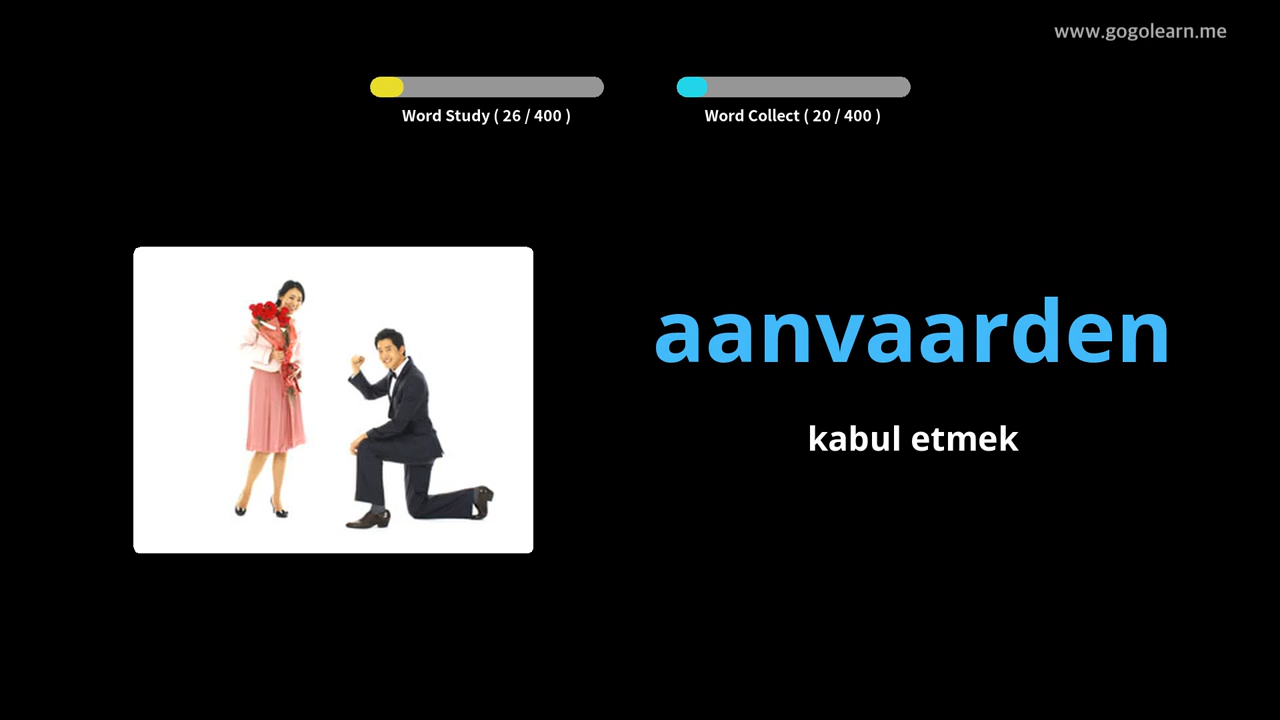 www.gogolearn.me
Word Study ( 26 / 400 )
Word Collect ( 20 / 400 )
aanvaarden
kabul etmek